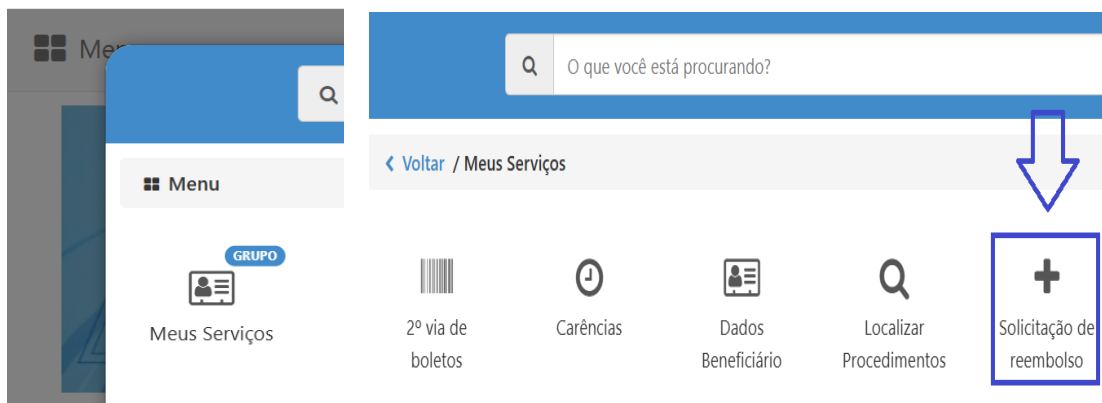 Me
Menu
GRUPO
Meus Serviços
O que você está procurando?
Voltar / Meus Serviços
2º via de
boletos
Carências
Dados
Beneficiário
Localizar
Procedimentos
Solicitação de
reembolso